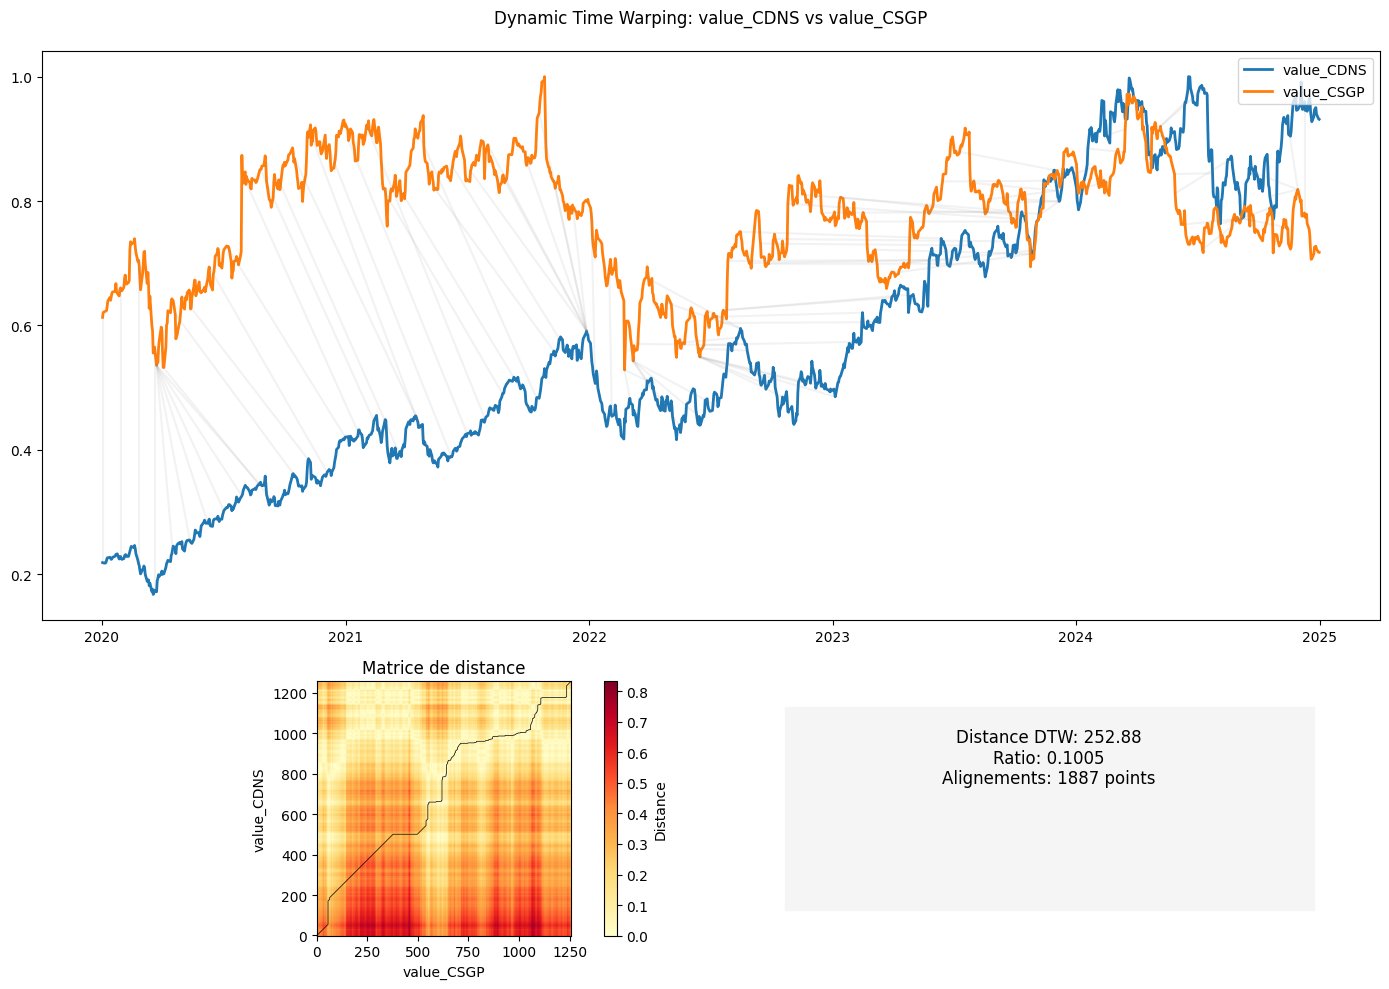 Dynamic Time Warping: value_CDNS vs value_CSGP
value_CDNS
value_CSGP
1.0
0.8
0.6
0.4
0.2
2020 2021 2022 2023 2024 2025
Matrice de distance
value_CDNS
1200
1000
800
600
400
200
0
0 250 500 750 1000 1250
value_CSGP
0.8
0.7
0.6
0.5
0.4
0.3
0.2
0.1
0.0
Distance
Distance DTW: 252.88
Ratio: 0.1005
Alignements: 1887 points